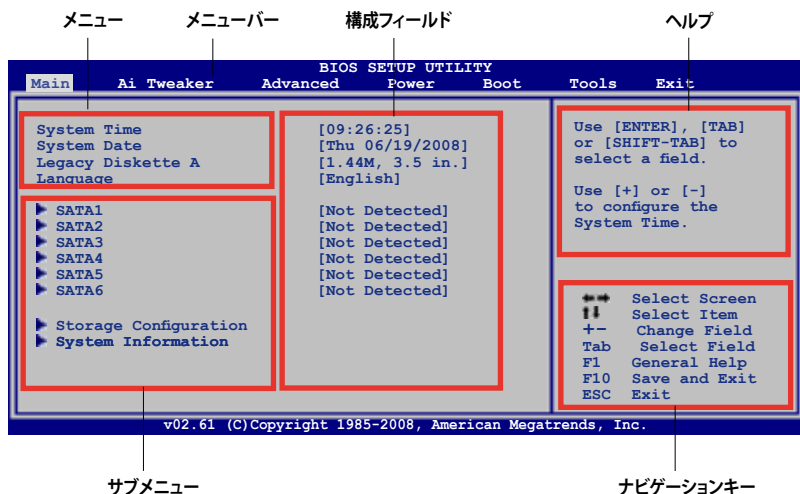 メニュー メニューバー 構成フィールド ヘルプ
BIOS SETUP UTILITY
Main Ai Tweaker Advanced Power Boot Tools Exit
System Time [09:26:25]
System Date [Thu 06/19/2008]
Legacy Diskette A [1.44M, 3.5 in.]
Language [English]
SATA1 [Not Detected]
SATA2 [Not Detected]
SATA3 [Not Detected]
SATA4 [Not Detected]
SATA5 [Not Detected]
SATA6 [Not Detected]
Storage Configuration
System Information
Use [ENTER], [TAB]
or [SHIFT-TAB] to
select a field.
Use [+] or [-]
to configure the
System Time.
←→ Select Screen
↑↓ Select Item
+- Change Field
Tab Select Field
F1 General Help
F10 Save and Exit
ESC Exit
v02.61 (C)Copyright 1985-2008, American Megatrends, Inc.
サブメニュー ナビゲーションキー